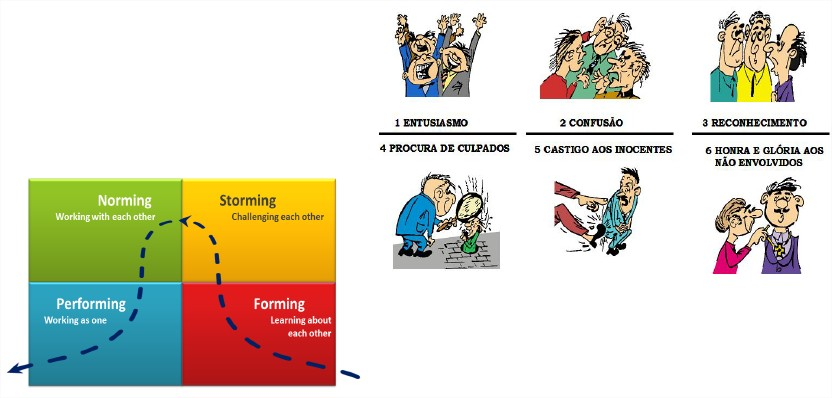 1 ENTUSIASMO
2 CONFUSÃO
3 RECONHECIMENTO
4 PROCURA DE CULPADOS
5 CASTIGO AOS INOCENTES
6 HONRA E GLÓRIA AOS
NÃO ENVOLVIDOS
Norming
Working with each other
Storming
Challenging each other
Performing
Working as one
Forming
Learning about
each other